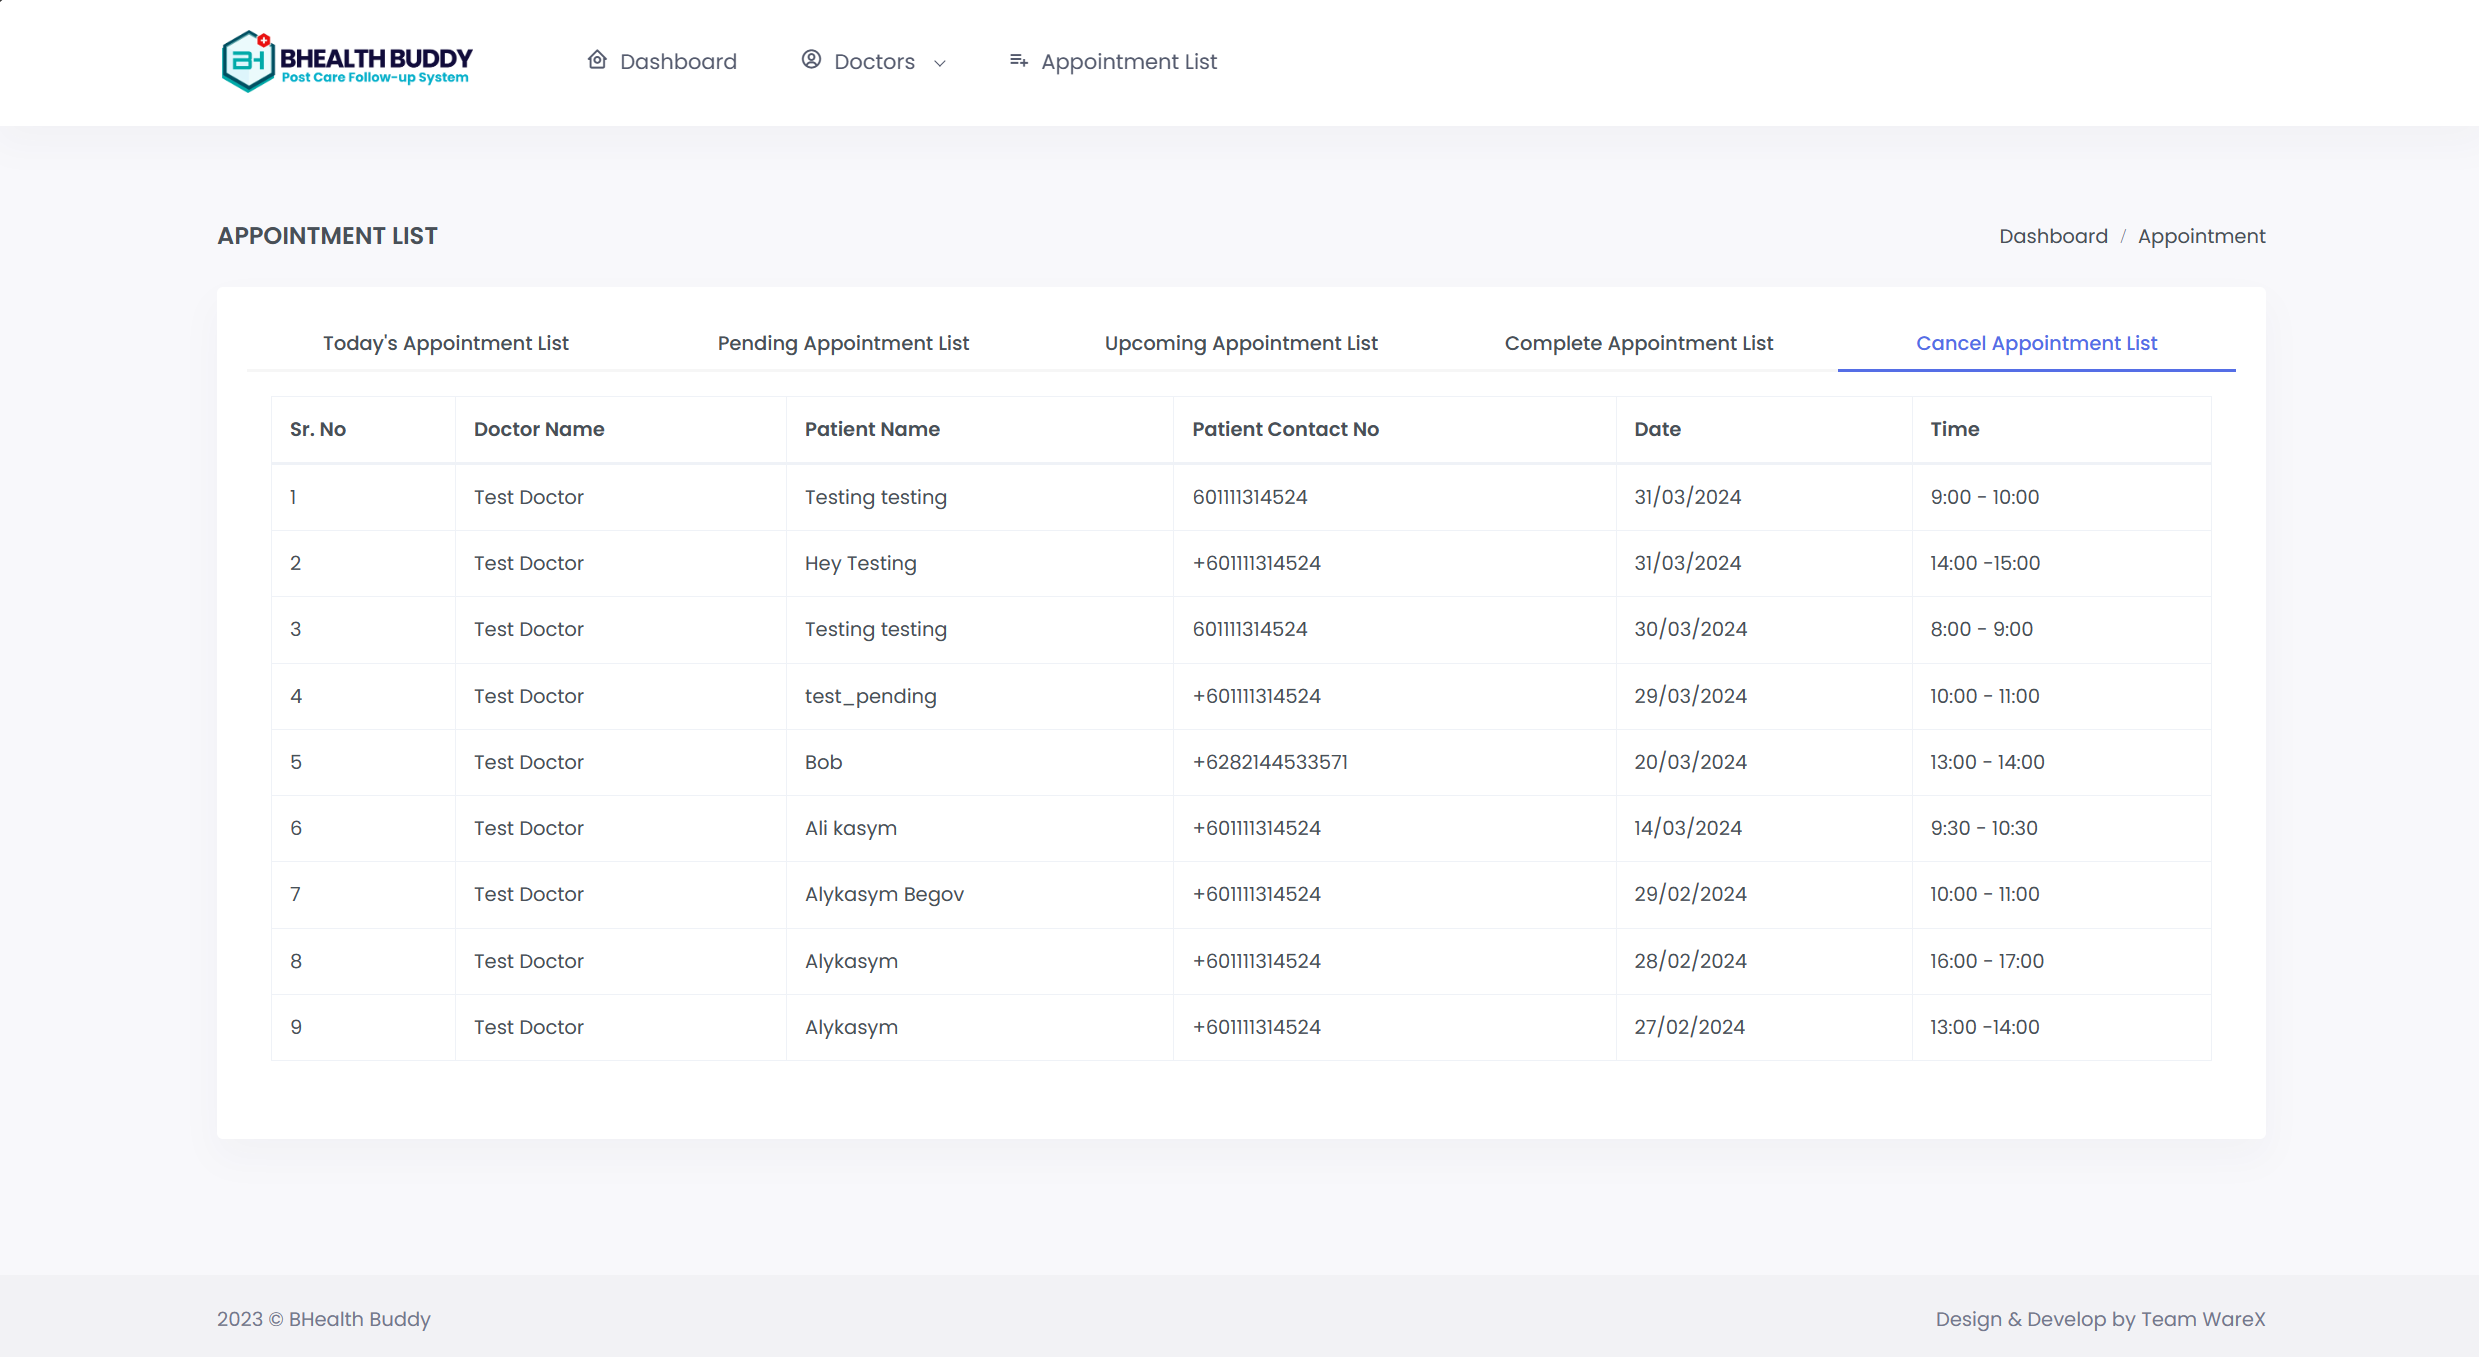 BHEALTH BUDDY
Post Care Follow-up System
Dashboard Doctors Appointment List
APPOINTMENT LIST
Dashboard / Appointment
Today's Appointment List Pending Appointment List Upcoming Appointment List Complete Appointment List Cancel Appointment List
Sr. No Doctor Name Patient Name Patient Contact No Date Time
1 Test Doctor Testing testing 601111314524 31/03/2024 9:00 - 10:00
2 Test Doctor Hey Testing +601111314524 31/03/2024 14:00 -15:00
3 Test Doctor Testing testing 601111314524 30/03/2024 8:00 - 9:00
4 Test Doctor test_pending +601111314524 29/03/2024 10:00 - 11:00
5 Test Doctor Bob +6282144533571 20/03/2024 13:00 - 14:00
6 Test Doctor Ali kasym +601111314524 14/03/2024 9:30 - 10:30
7 Test Doctor Alykasym Begov +601111314524 29/02/2024 10:00 - 11:00
8 Test Doctor Alykasym +601111314524 28/02/2024 16:00 - 17:00
9 Test Doctor Alykasym +601111314524 27/02/2024 13:00 -14:00
2023 © BHealth Buddy
Design & Develop by Team WareX